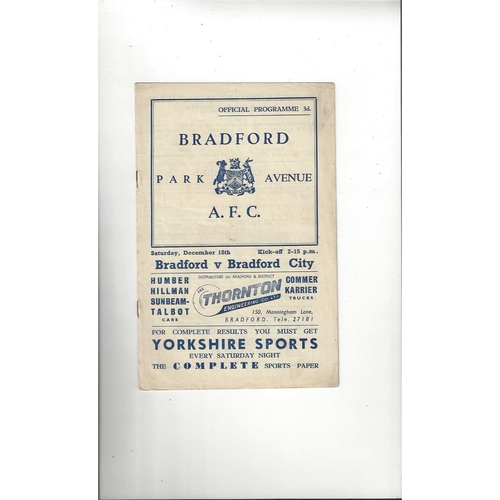 OFFICIAL PROGRAMME 3d.
BRADFORD
PARK AVENUE
A. F. C.
Saturday, December 18th Kick-off 2-15 p.m.
Bradford v Bradford City
HUMBER
HILLMAN
SUNBEAM-
TALBOT
CARS
DISTRIBUTORS for BRADFORD & DISTRICT
THE
THORNTON
ENGINEERING CO. LTD.
150, Manningham Lane,
BRADFORD. Tele. 27181
COMMER
KARRIER
TRUCKS
FOR COMPLETE RESULTS YOU MUST GET
YORKSHIRE SPORTS
EVERY SATURDAY NIGHT
THE COMPLETE SPORTS PAPER